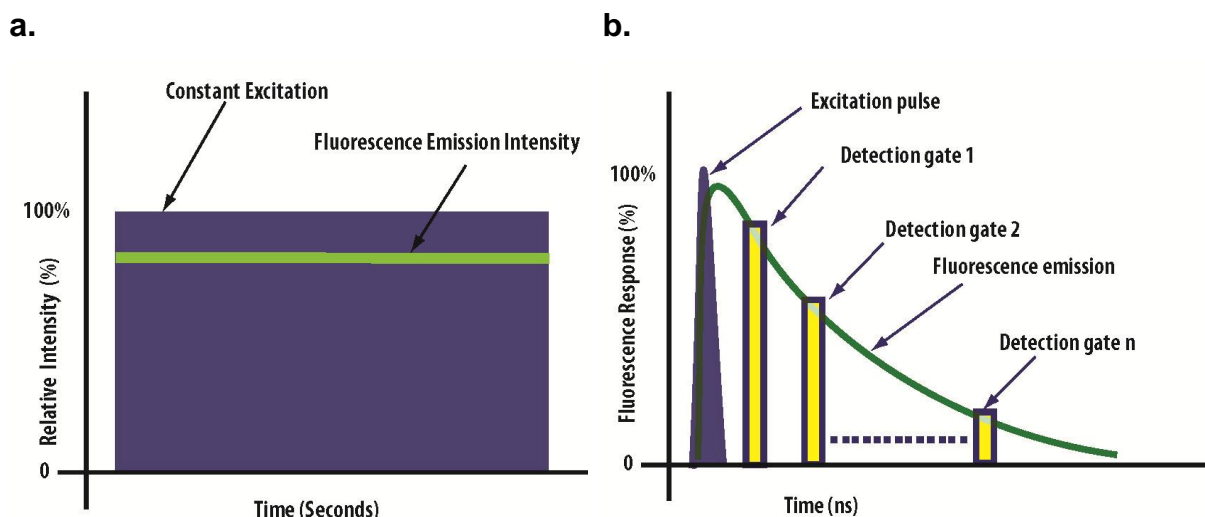 a.
Constant Excitation
Fluorescence Emission Intensity
100%
Relative Intensity (%)
0
Time (Seconds)
b.
Excitation pulse
Detection gate 1
100%
Detection gate 2
Fluorescence emission
Fluorescence Response (%)
Detection gate n
0
Time (ns)